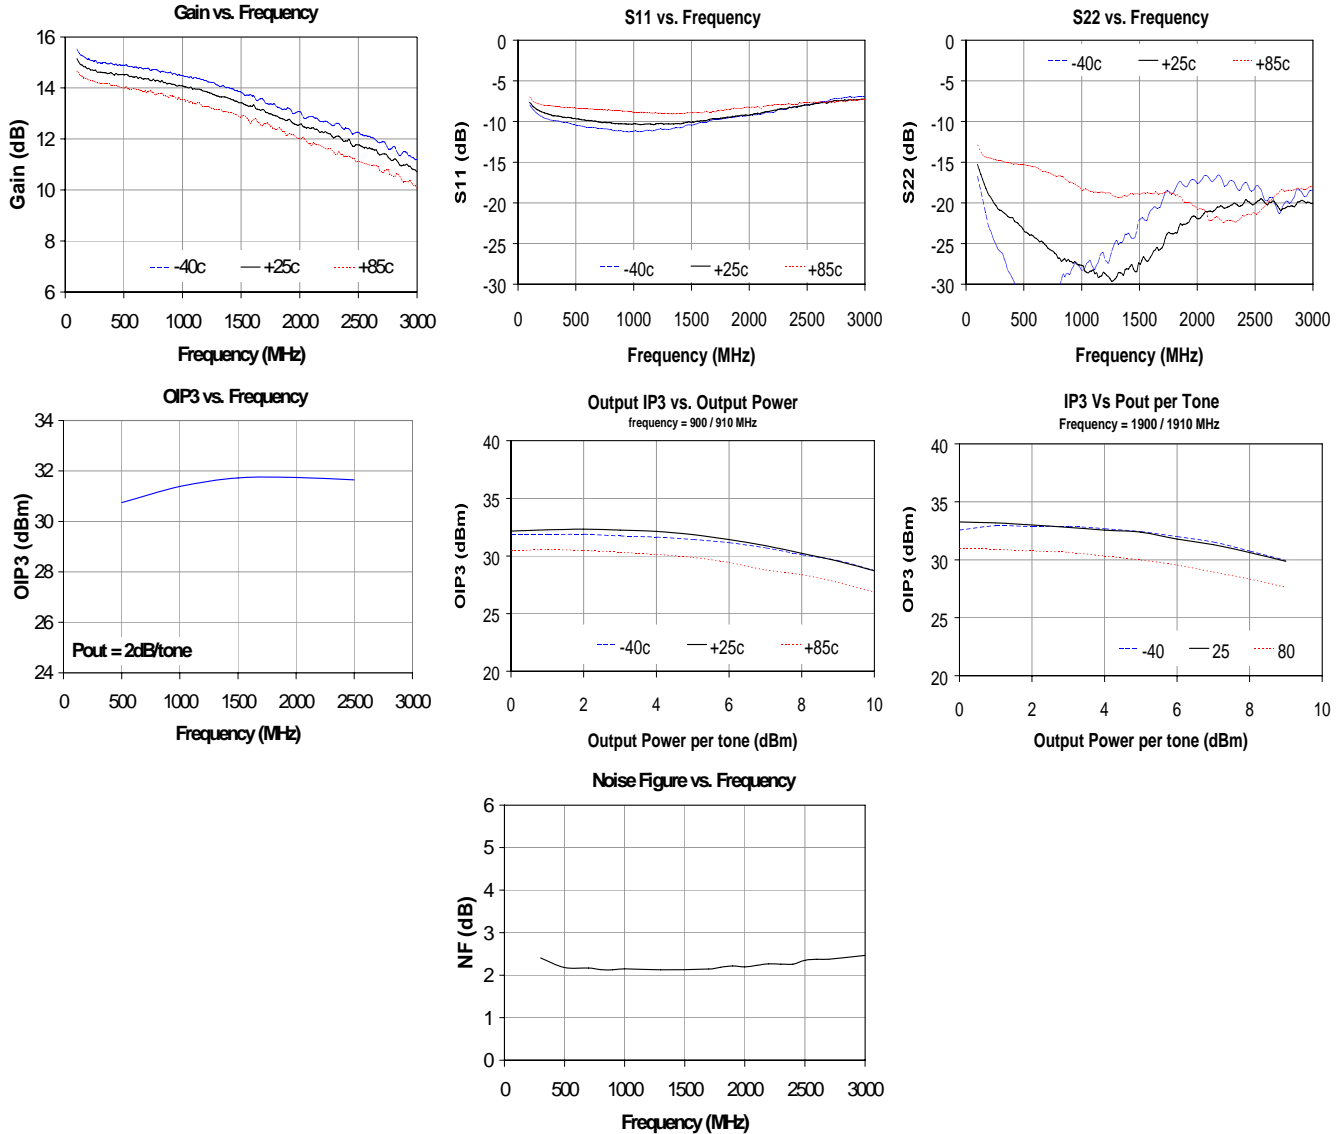 Gain vs. Frequency
16
14
12
10
8
6
Gain (dB)
-40c +25c +85c
0 500 1000 1500 2000 2500 3000
Frequency (MHz)
S11 vs. Frequency
0
-5
-10
-15
-20
-25
-30
S11 (dB)
-40c +25c +85c
0 500 1000 1500 2000 2500 3000
Frequency (MHz)
S22 vs. Frequency
0
-5
-10
-15
-20
-25
-30
S22 (dB)
-40c +25c +85c
0 500 1000 1500 2000 2500 3000
Frequency (MHz)
OIP3 vs. Frequency
34
32
30
28
26
24
OIP3 (dBm)
Pout = 2dB/tone
0 500 1000 1500 2000 2500 3000
Frequency (MHz)
Output IP3 vs. Output Power
frequency = 900 / 910 MHz
40
35
30
25
20
OIP3 (dBm)
-40c +25c +85c
0 2 4 6 8 10
Output Power per tone (dBm)
IP3 Vs Pout per Tone
Frequency = 1900 / 1910 MHz
40
35
30
25
20
OIP3 (dBm)
-40 25 80
0 2 4 6 8 10
Output Power per tone (dBm)
Noise Figure vs. Frequency
6
5
4
3
2
1
0
NF (dB)
0 500 1000 1500 2000 2500 3000
Frequency (MHz)